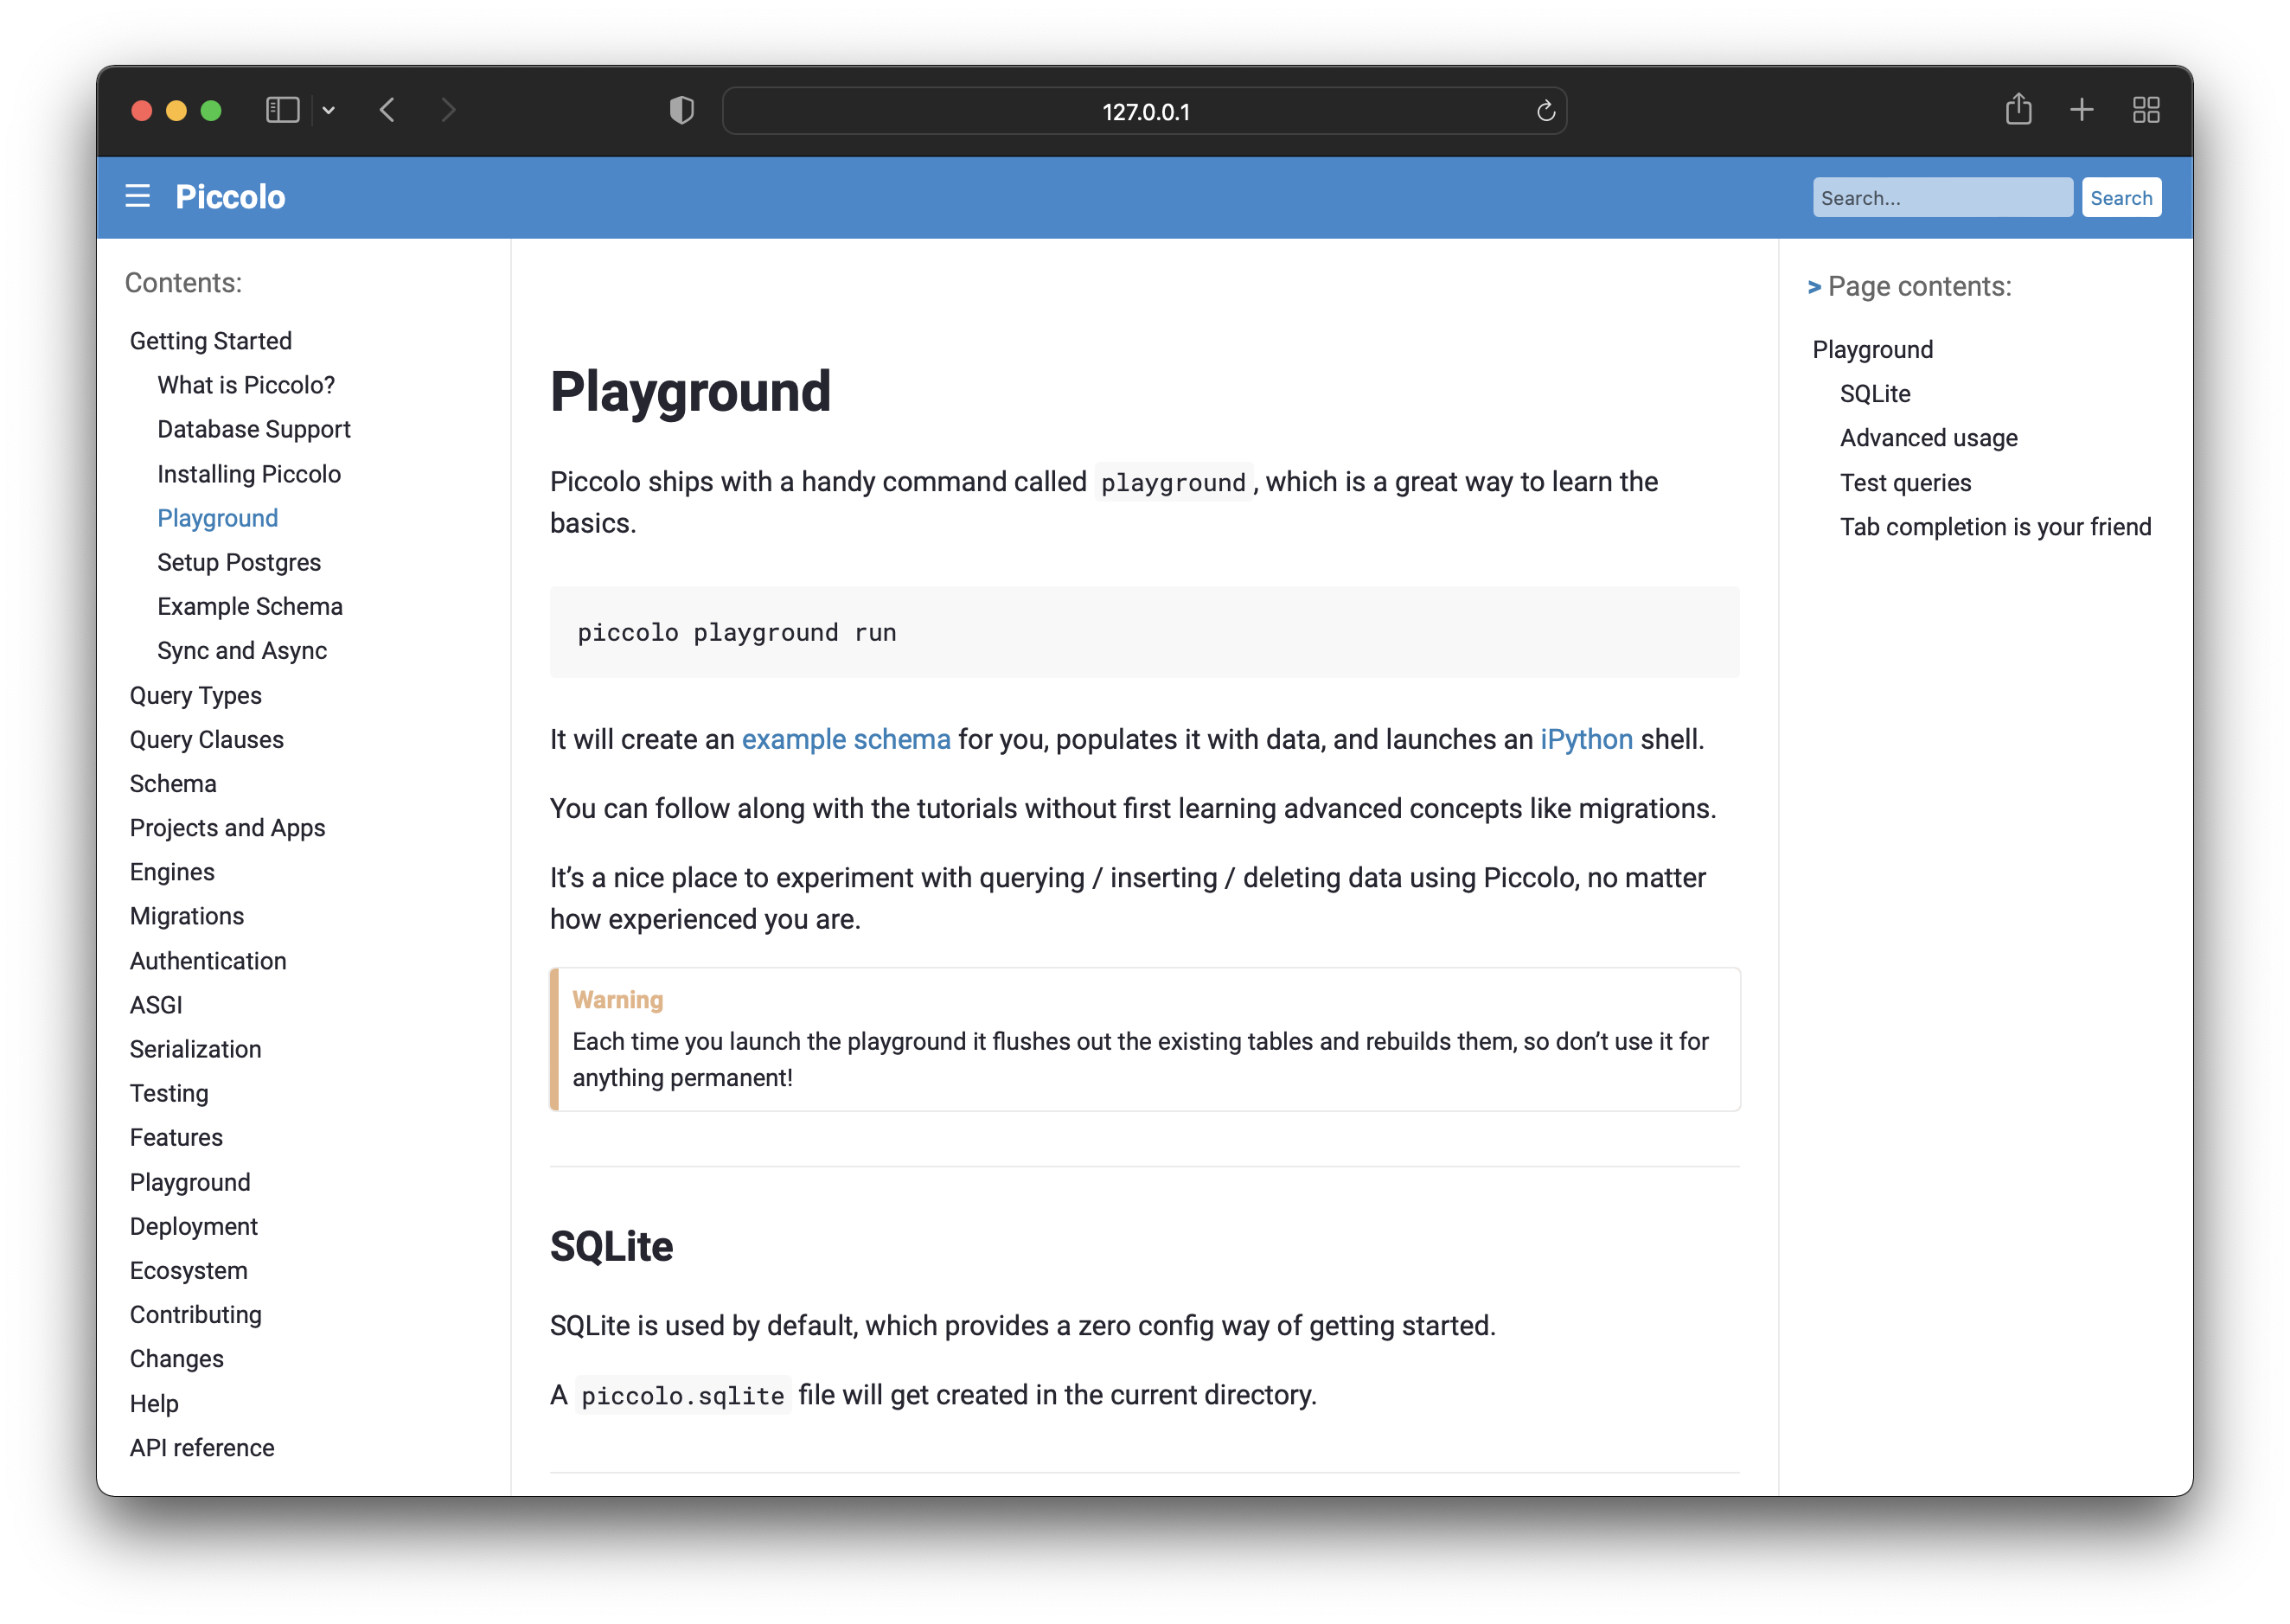 127.0.0.1
Piccolo
Search...
Search
Contents:
Getting Started
What is Piccolo?
Database Support
Installing Piccolo
Playground
Setup Postgres
Example Schema
Sync and Async
Query Types
Query Clauses
Schema
Projects and Apps
Engines
Migrations
Authentication
ASGI
Serialization
Testing
Features
Playground
Deployment
Ecosystem
Contributing
Changes
Help
API reference
Playground
Piccolo ships with a handy command called playground, which is a great way to learn the
basics.
piccolo playground run
It will create an example schema for you, populates it with data, and launches an iPython shell.
You can follow along with the tutorials without first learning advanced concepts like migrations.
It’s a nice place to experiment with querying / inserting / deleting data using Piccolo, no matter
how experienced you are.
Warning
Each time you launch the playground it flushes out the existing tables and rebuilds them, so don’t use it for
anything permanent!
SQLite
SQLite is used by default, which provides a zero config way of getting started.
A piccolo.sqlite file will get created in the current directory.
> Page contents:
Playground
SQLite
Advanced usage
Test queries
Tab completion is your friend